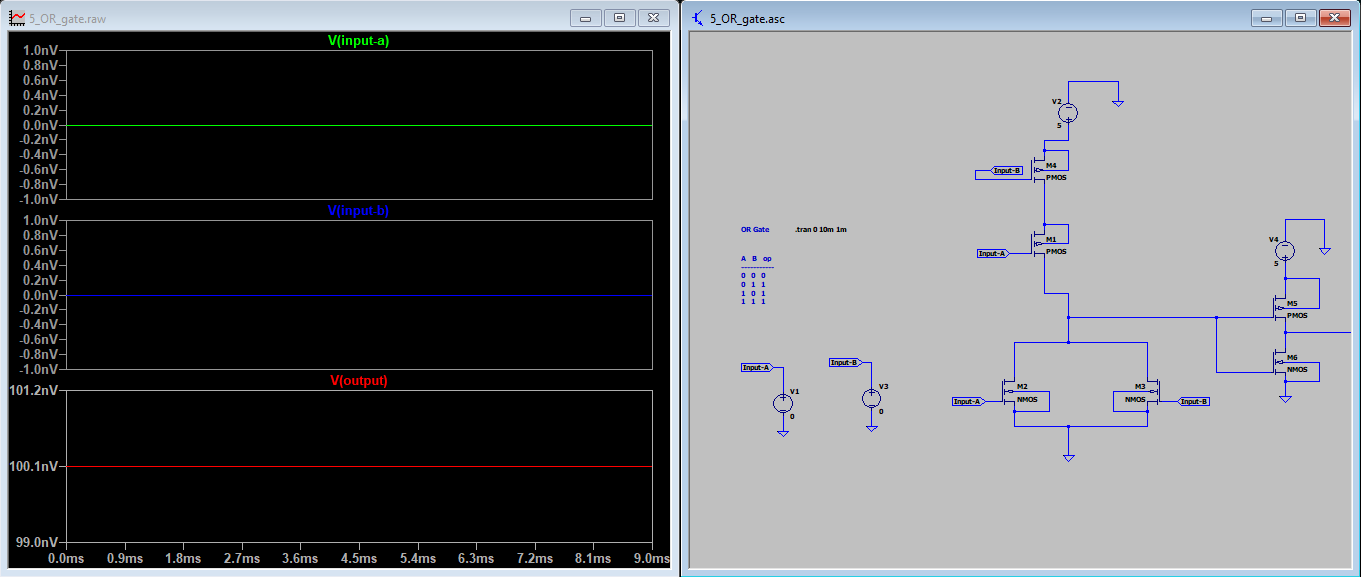 5_OR_gate.raw
V(input-a)
1.0nV
0.8nV
0.6nV
0.4nV
0.2nV
0.0nV
-0.2nV
-0.4nV
-0.6nV
-0.8nV
-1.0nV
V(input-b)
1.0nV
0.8nV
0.6nV
0.4nV
0.2nV
0.0nV
-0.2nV
-0.4nV
-0.6nV
-0.8nV
-1.0nV
V(output)
101.2nV
100.1nV
99.0nV
0.0ms 0.9ms 1.8ms 2.7ms 3.6ms 4.5ms 5.4ms 6.3ms 7.2ms 8.1ms 9.0ms
5_OR_gate.asc
V2
5
Input-B
M4
PMOS
Input-A
M1
PMOS
OR Gate .tran 0 10m 1m
A B op
------------
0 0 0
0 1 1
1 0 1
1 1 1
V4
5
M5
PMOS
M6
NMOS
Input-A
V1
0
Input-B
V3
0
Input-A
M2
NMOS
M3
NMOS
Input-B